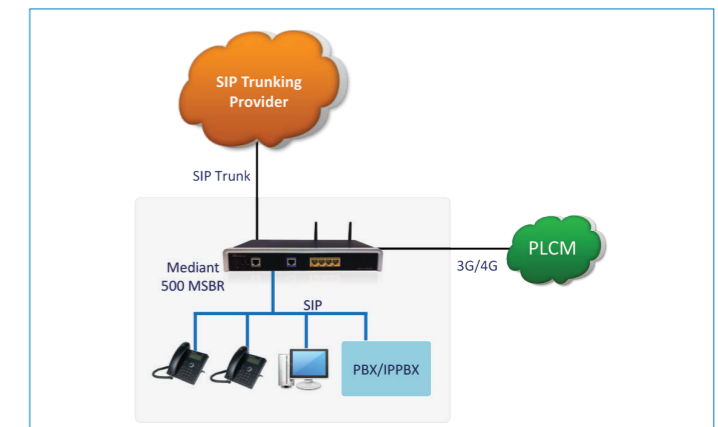 SIP Trunking
Provider
SIP Trunk
Mediant
500 MSBR
3G/4G
PLCM
SIP
PBX/IPPBX